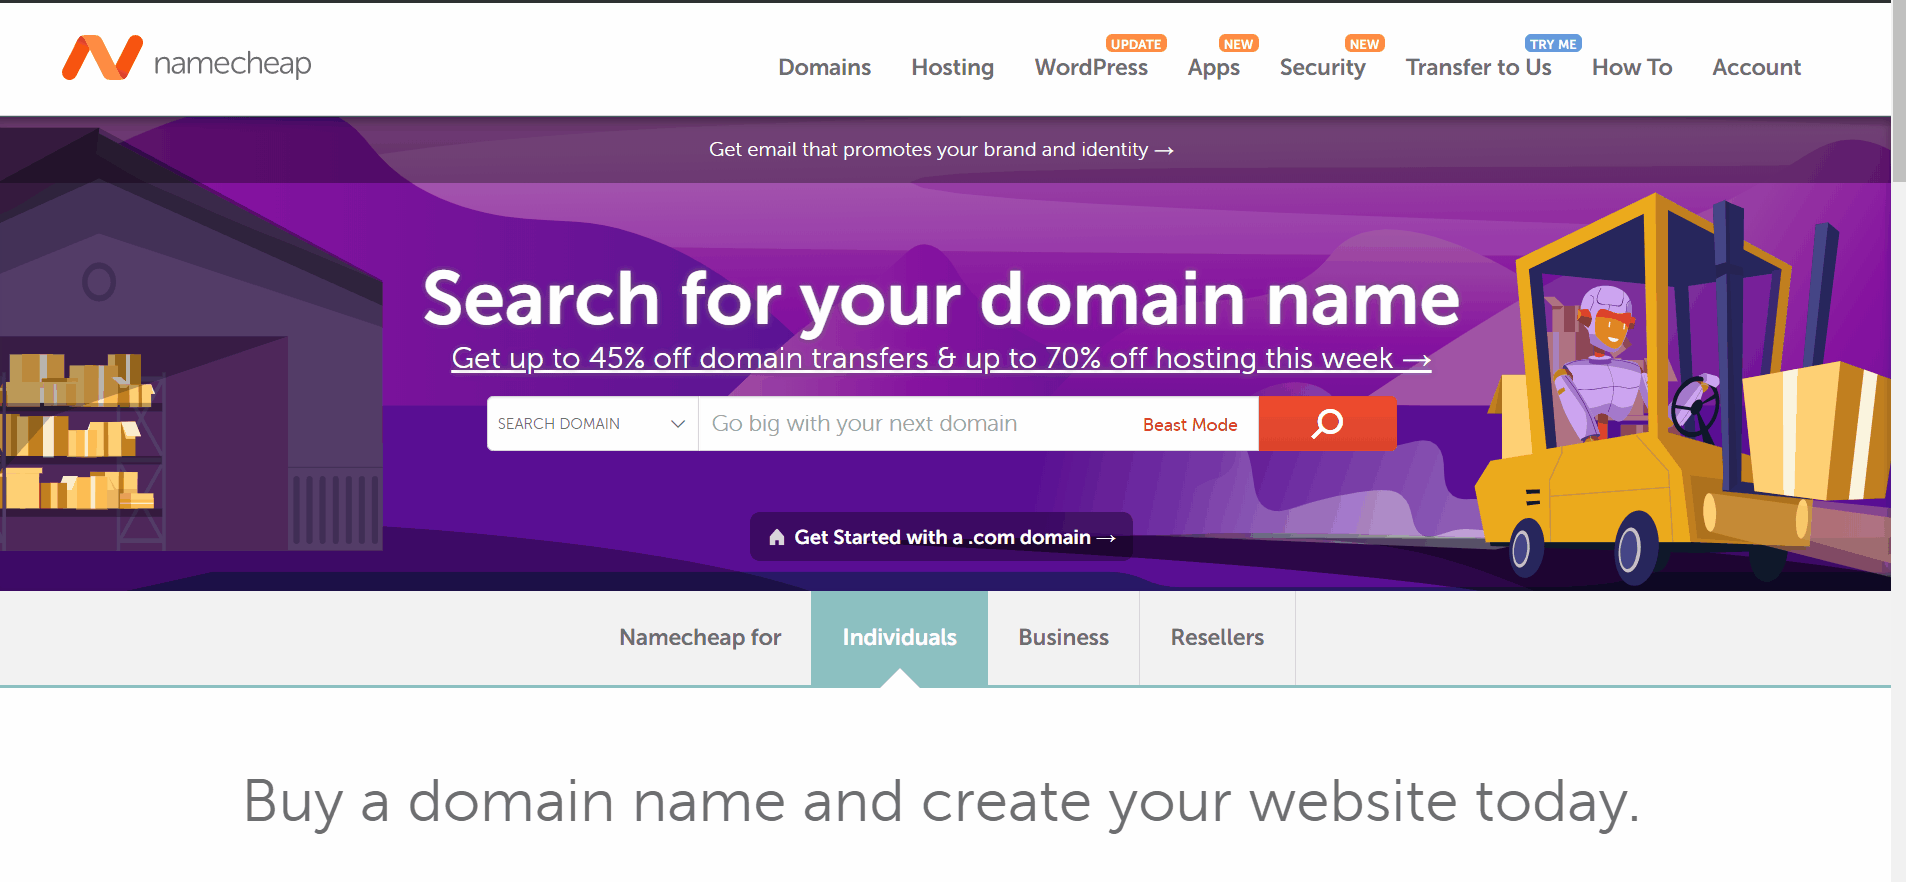 namecheap
UPDATE NEW NEW TRY ME
Domains Hosting WordPress Apps Security Transfer to Us How To Account
Get email that promotes your brand and identity →
Search for your domain name
Get up to 45% off domain transfers & up to 70% off hosting this week →
SEARCH DOMAIN Go big with your next domain Beast Mode
Get Started with a .com domain →
Namecheap for Individuals Business Resellers
Buy a domain name and create your website today.